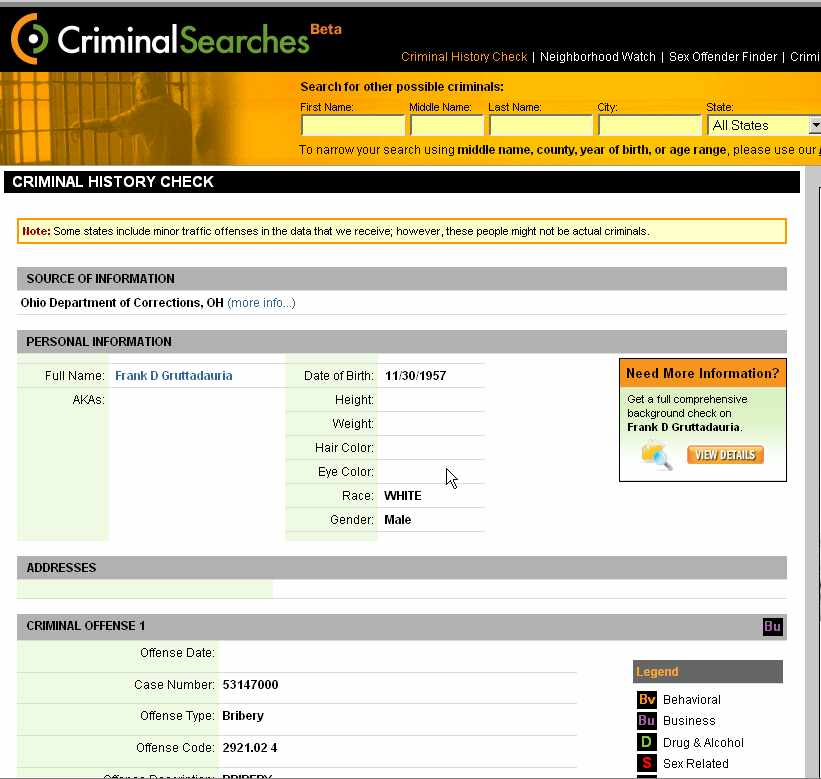 CriminalSearches Beta
Criminal History Check | Neighborhood Watch | Sex Offender Finder | Crimi
Search for other possible criminals:
First Name: Middle Name: Last Name: City: State:
All States
To narrow your search using middle name, county, year of birth, or age range, please use our
CRIMINAL HISTORY CHECK
Note: Some states include minor traffic offenses in the data that we receive; however, these people might not be actual criminals.
SOURCE OF INFORMATION
Ohio Department of Corrections, OH (more info...)
PERSONAL INFORMATION
Full Name: Frank D Gruttadauria
AKAs:
Date of Birth: 11/30/1957
Height:
Weight:
Hair Color:
Eye Color:
Race: WHITE
Gender: Male
Need More Information?
Get a full comprehensive
background check on
Frank D Gruttadauria.
VIEW DETAILS
ADDRESSES
CRIMINAL OFFENSE 1 Bu
Offense Date:
Case Number: 53147000
Offense Type: Bribery
Offense Code: 2921.02 4
Offense Description: BRIBERY
Legend
Bv Behavioral
Bu Business
D Drug & Alcohol
S Sex Related